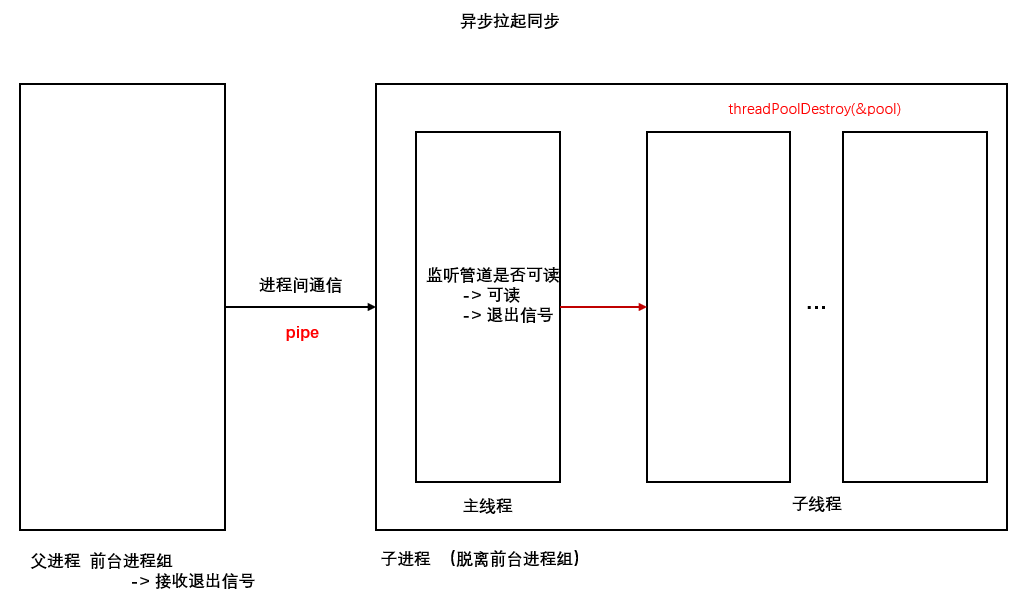 异步拉起同步
threadPoolDestroy(&pool)
进程间通信
pipe
监听管道是否可读
-> 可读
-> 退出信号
...
主线程
子线程
父进程 前台进程组
-> 接收退出信号
子进程 （脱离前台进程组）